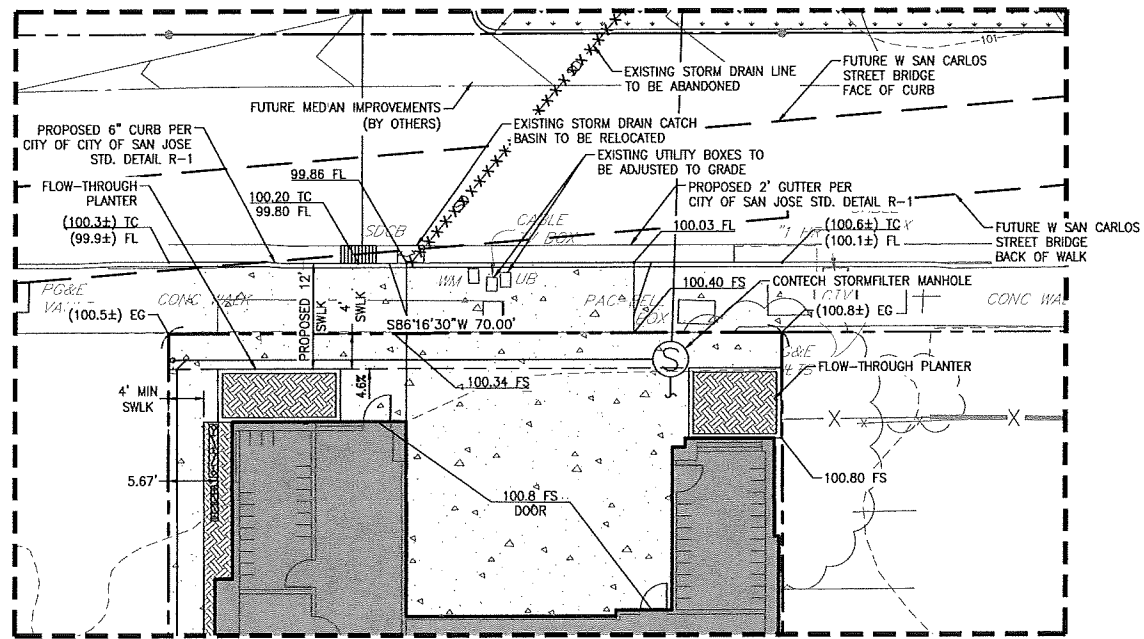 101
EXISTING STORM DRAIN LINE
TO BE ABANDONED
FUTURE W SAN CARLOS
STREET BRIDGE
FACE OF CURB
FUTURE MEDIAN IMPROVEMENTS
(BY OTHERS)
PROPOSED 6" CURB PER
CITY OF CITY OF SAN JOSE
STD. DETAIL R-1
EXISTING STORM DRAIN CATCH
BASIN TO BE RELOCATED
EXISTING UTILITY BOXES TO
BE ADJUSTED TO GRADE
99.86 FL
FLOW-THROUGH
PLANTER
100.20 TC
99.80 FL
PROPOSED 2' GUTTER PER
CITY OF SAN JOSE STD. DETAIL R-1
(100.3±) TC
(99.9±) FL
SDCB
CABLE
BOX
100.03 FL
(100.6±) TC
(100.1±) FL
FUTURE W SAN CARLOS
STREET BRIDGE
BACK OF WALK
WM
UB
CONTECH STORMFILTER MANHOLE
PG&E
CONC WALK
PROPOSED 12'
SWLK
4'
SWLK
PAC BELL
BOX
100.40 FS
CTV
CONC WAL
(100.5±) EG
S86°16'30"W 70.00'
(100.8±) EG
S
FLOW-THROUGH PLANTER
4' MIN
SWLK
4.6%
100.34 FS
X
X
5.67'
100.8 FS
DOOR
100.80 FS